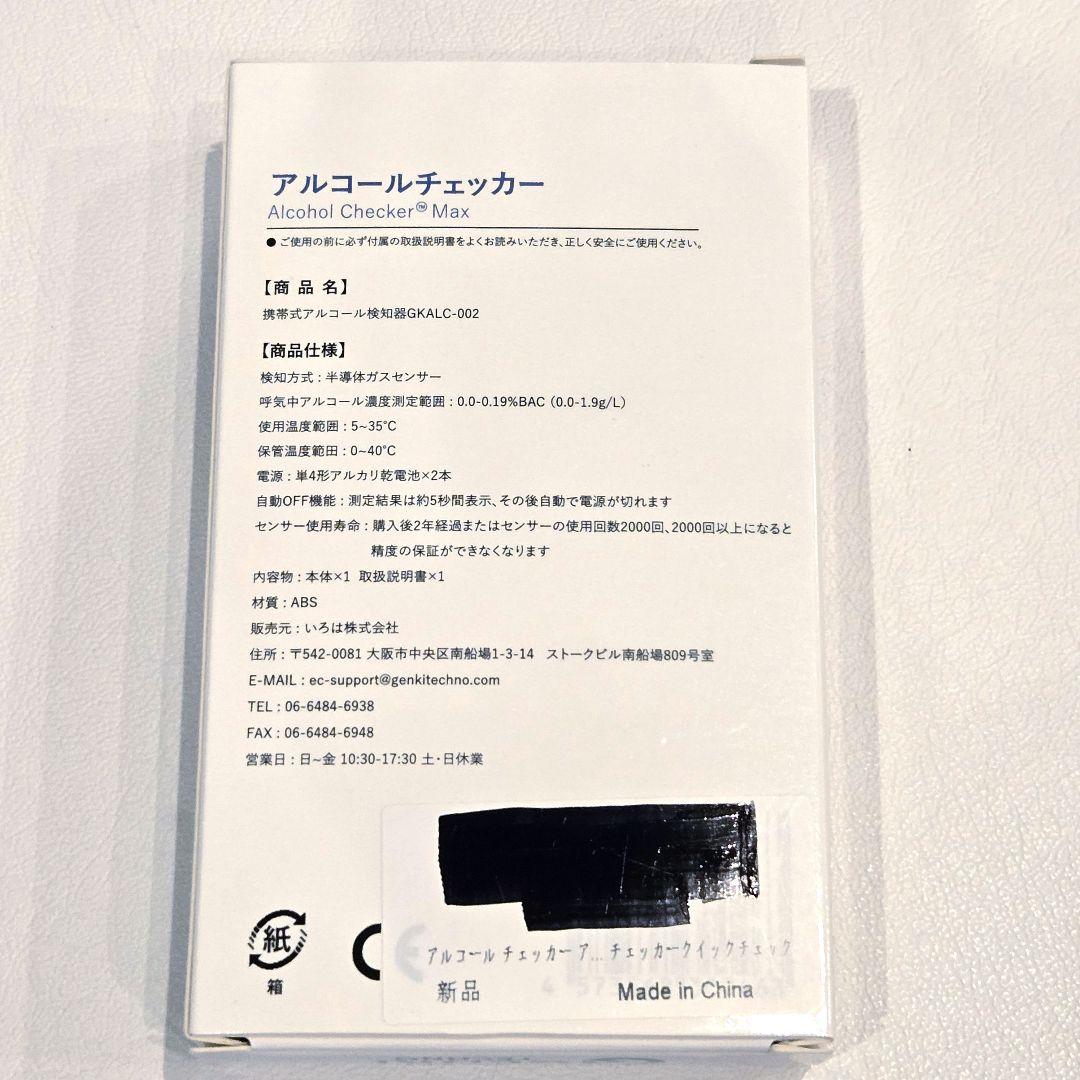 アルコールチェッカー
Alcohol Checker™ Max
● ご使用の前に必ず付属の取扱説明書をよくお読みいただき、正しく安全にご使用ください。
【商 品 名】
携帯式アルコール検知器GKALC-002
【商品仕様】
検知方式 : 半導体ガスセンサー
呼気中アルコール濃度測定範囲 : 0.0-0.19%BAC (0.0-1.9g/L)
使用温度範囲 : 5~35°C
保管温度範田 : 0~40°C
電源 : 単4形アルカリ乾電池×2本
自動OFF機能 : 測定結果は約5秒間表示、その後自動で電源が切れます
センサー使用寿命 : 購入後2年経過またはセンサーの使用回数2000回、2000回以上になると
精度の保証ができなくなります
内容物 : 本体×1 取扱説明書×1
材質 : ABS
販売元 : いろは株式会社
住所 : 〒542-0081 大阪市中央区南船場1-3-14 ストークビル南船場809号室
E-MAIL : ec-support@genkitechno.com
TEL : 06-6484-6938
FAX : 06-6484-6948
営業日 : 日~金 10:30-17:30 土・日休業
紙
箱
CE
アルコール チェッカー ア... チェッカークイックチェック
新品
Made in China